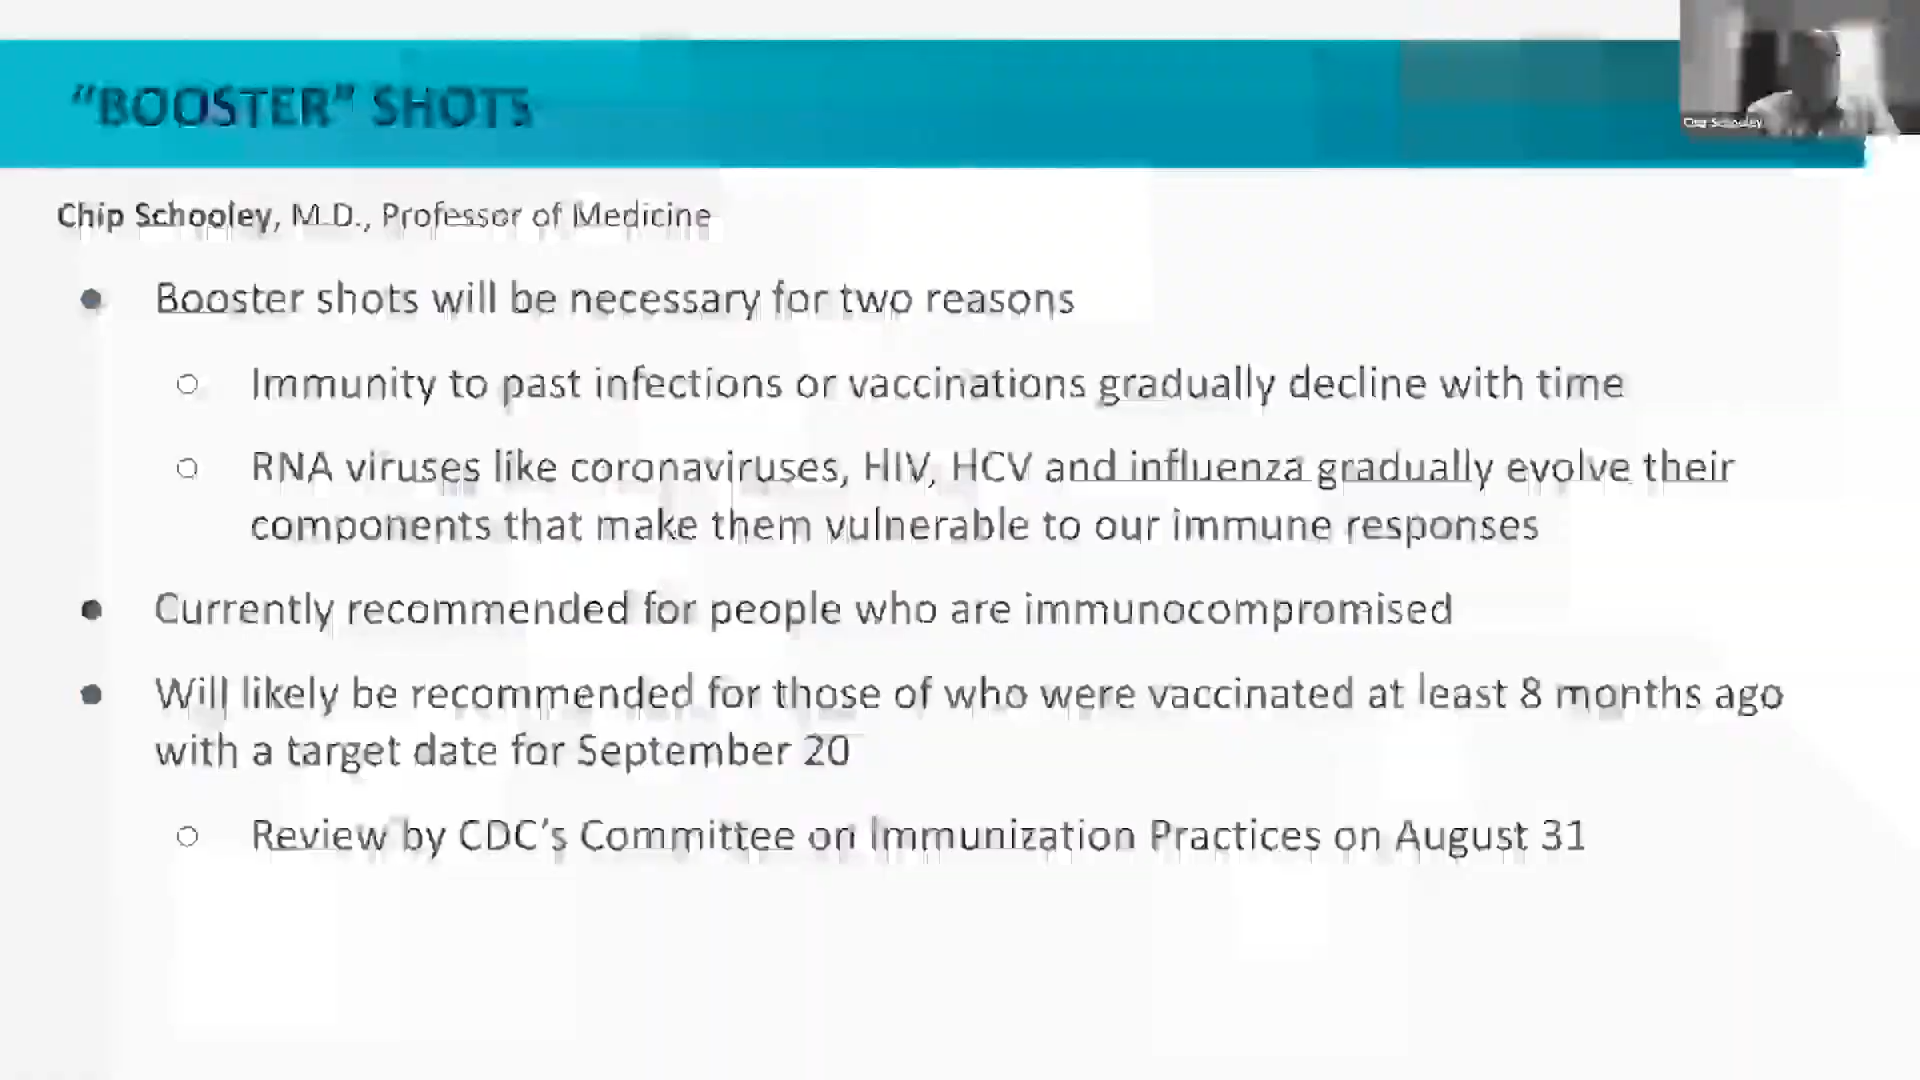 “BOOSTER” SHOTS
Chip Schooley
Chip Schooley, M.D., Professor of Medicine
Booster shots will be necessary for two reasons
Immunity to past infections or vaccinations gradually decline with time
RNA viruses like coronaviruses, HIV, HCV and influenza gradually evolve their
components that make them vulnerable to our immune responses
Currently recommended for people who are immunocompromised
Will likely be recommended for those of who were vaccinated at least 8 months ago
with a target date for September 20
Review by CDC’s Committee on Immunization Practices on August 31